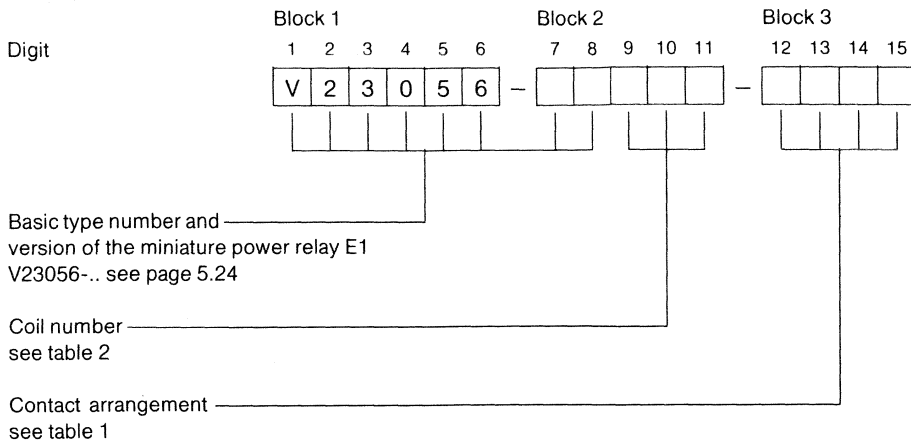 Block 1 Block 2 Block 3
Digit 1 2 3 4 5 6 7 8 9 10 11 12 13 14 15
V 2 3 0 5 6 – –
Basic type number and
version of the miniature power relay E1
V23056-.. see page 5.24
Coil number
see table 2
Contact arrangement
see table 1